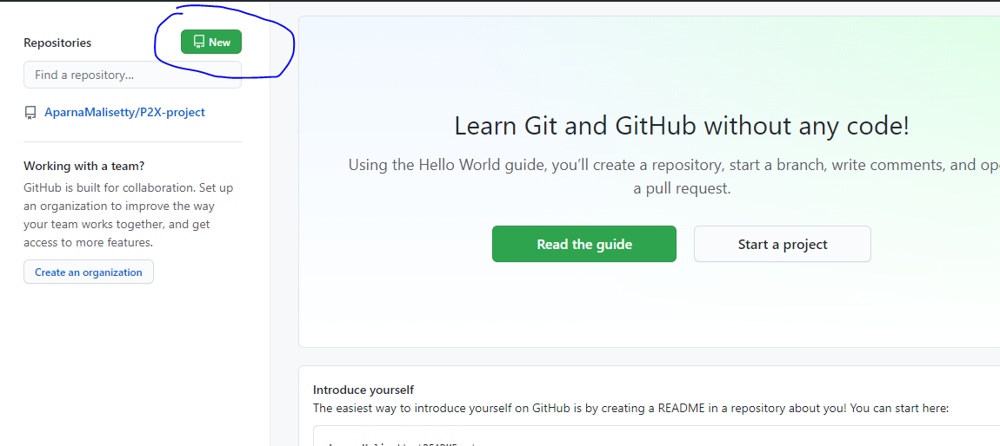 Repositories
New
Find a repository...
AparnaMalisetty/P2X-project
Working with a team?
GitHub is built for collaboration. Set up
an organization to improve the way
your team works together, and get
access to more features.
Create an organization
Learn Git and GitHub without any code!
Using the Hello World guide, you’ll create a repository, start a branch, write comments, and ope
a pull request.
Read the guide
Start a project
Introduce yourself
The easiest way to introduce yourself on GitHub is by creating a README in a repository about you! You can start here: